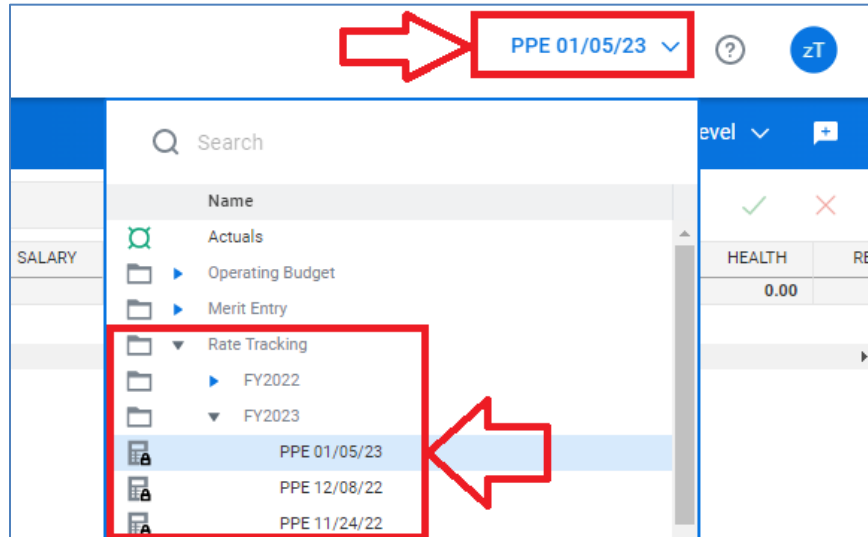 PPE 01/05/23
?
zT
Search
evel
Name
Actuals
SALARY
Operating Budget
HEALTH
RE
Merit Entry
0.00
Rate Tracking
FY2022
FY2023
PPE 01/05/23
PPE 12/08/22
PPE 11/24/22